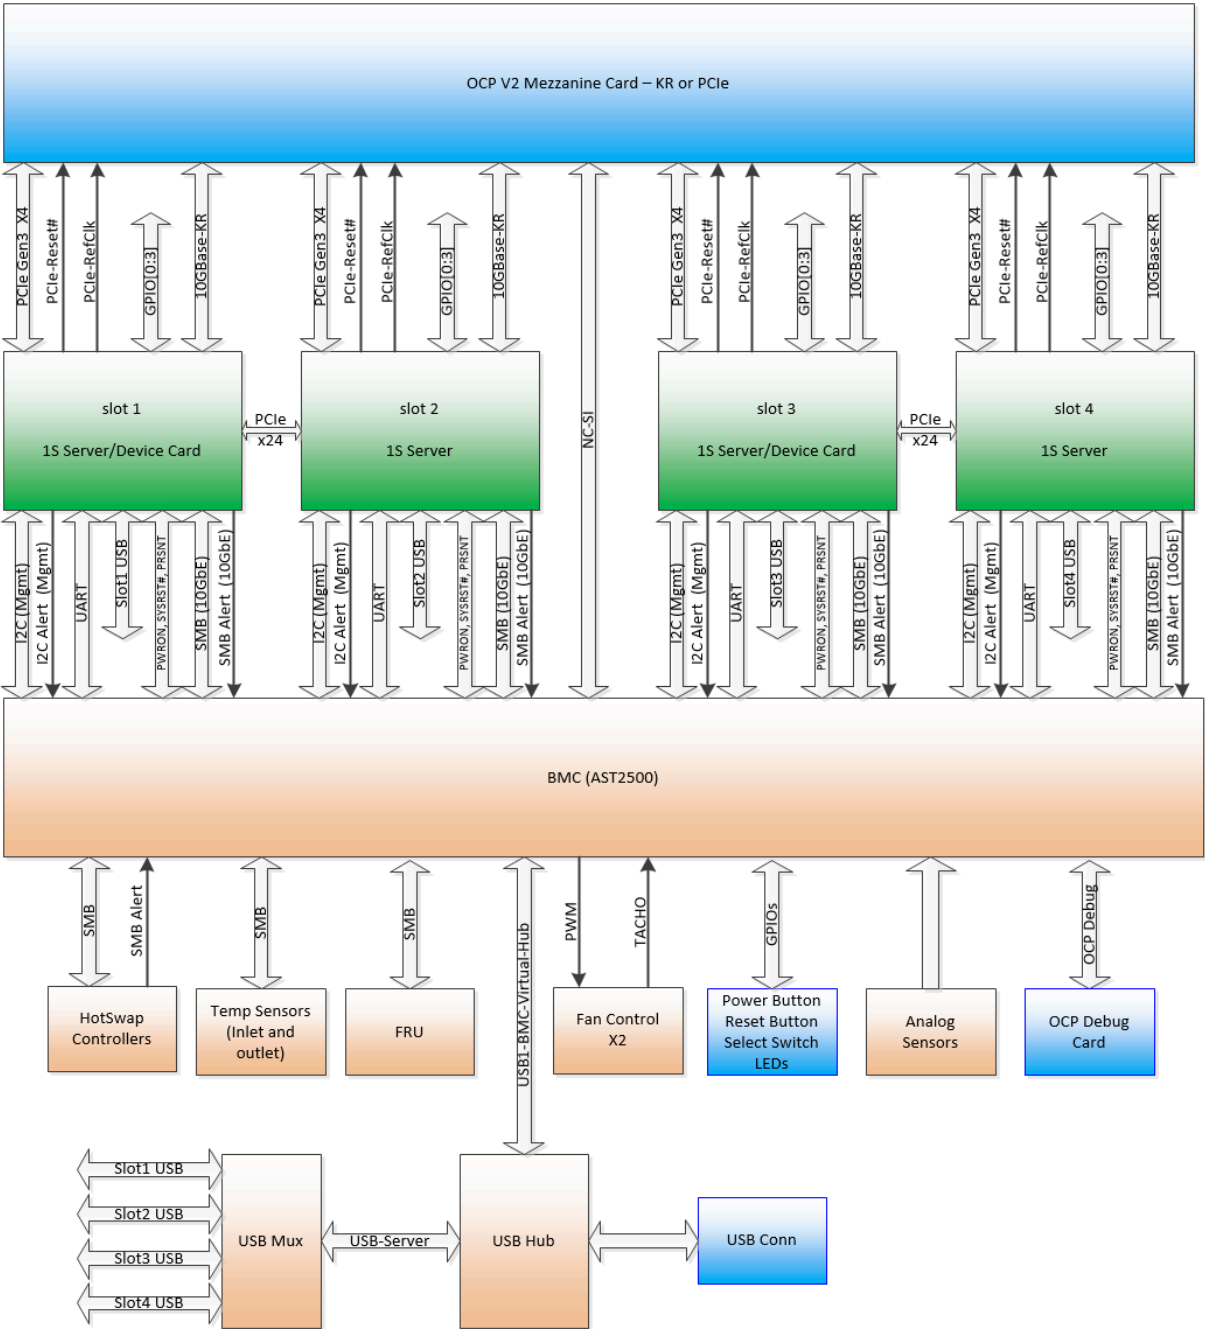 OCP V2 Mezzanine Card – KR or PCIe
PCIe Gen3 X4
PCIe-Reset#
PCIe-RefClk
GPIO[0:3]
10GBase-KR
PCIe Gen3 X4
PCIe-Reset#
PCIe-RefClk
GPIO[0:3]
10GBase-KR
NC-SI
PCIe Gen3 X4
PCIe-Reset#
PCIe-RefClk
GPIO[0:3]
10GBase-KR
PCIe Gen3 X4
PCIe-Reset#
PCIe-RefClk
GPIO[0:3]
10GBase-KR
slot 1
1S Server/Device Card
PCIe
x24
slot 2
1S Server
slot 3
1S Server/Device Card
PCIe
x24
slot 4
1S Server
I2C (Mgmt)
I2C Alert (Mgmt)
UART
Slot1 USB
PWRON, SYSRST#, PRSNT
SMB (10GbE)
SMB Alert (10GbE)
I2C (Mgmt)
I2C Alert (Mgmt)
UART
Slot2 USB
PWRON, SYSRST#, PRSNT
SMB (10GbE)
SMB Alert (10GbE)
I2C (Mgmt)
I2C Alert (Mgmt)
UART
Slot3 USB
PWRON, SYSRST#, PRSNT
SMB (10GbE)
SMB Alert (10GbE)
I2C (Mgmt)
I2C Alert (Mgmt)
UART
Slot4 USB
PWRON, SYSRST#, PRSNT
SMB (10GbE)
SMB Alert (10GbE)
BMC (AST2500)
SMB
SMB Alert
SMB
SMB
USB1-BMC-Virtual-Hub
PWM
TACHO
GPIOs
OCP Debug
HotSwap
Controllers
Temp Sensors
(Inlet and
outlet)
FRU
Fan Control
X2
Power Button
Reset Button
Select Switch
LEDs
Analog
Sensors
OCP Debug
Card
Slot1 USB
Slot2 USB
Slot3 USB
Slot4 USB
USB Mux
USB-Server
USB Hub
USB Conn